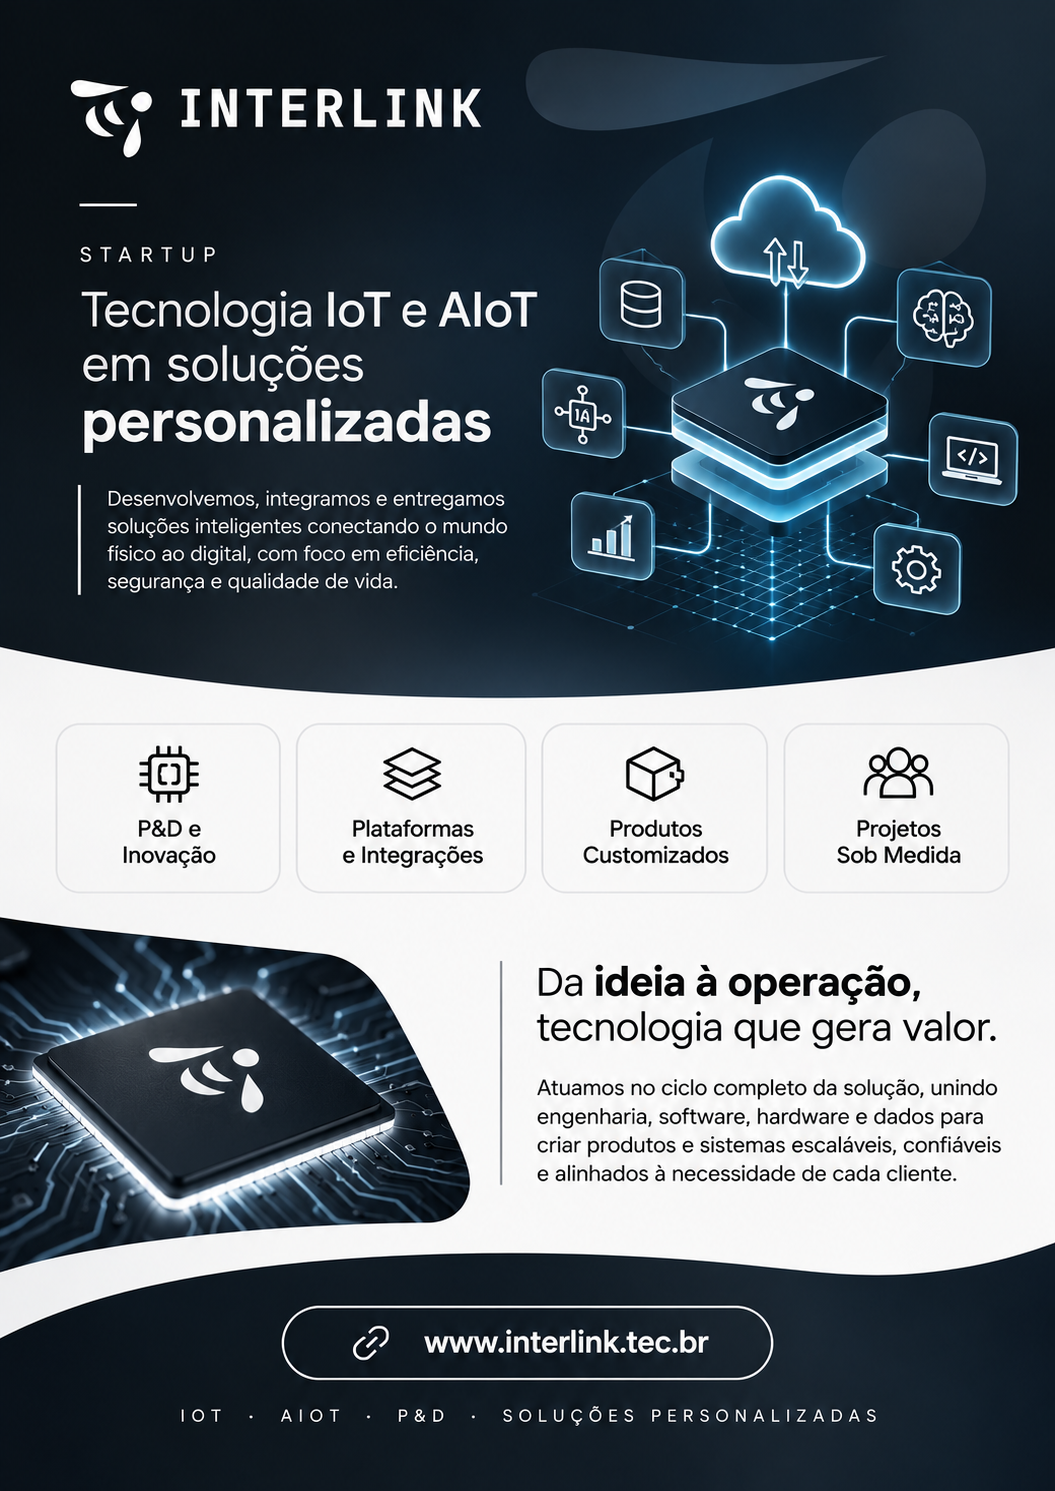 INTERLINK
STARTUP
Tecnologia IoT e AIoT
em soluções
personalizadas
Desenvolvemos, integramos e entregamos
soluções inteligentes conectando o mundo
físico ao digital, com foco em eficiência,
segurança e qualidade de vida.
IA
</>
P&D e
Inovação
Plataformas
e Integrações
Produtos
Customizados
Projetos
Sob Medida
Da ideia à operação,
tecnologia que gera valor.
Atuamos no ciclo completo da solução, unindo
engenharia, software, hardware e dados para
criar produtos e sistemas escaláveis, confiáveis
e alinhados à necessidade de cada cliente.
www.interlink.tec.br
IOT · AIOT · P&D · SOLUÇÕES PERSONALIZADAS